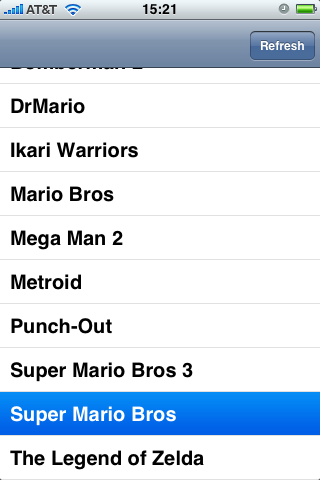 AT&T 15:21
Refresh
DrMario
Ikari Warriors
Mario Bros
Mega Man 2
Metroid
Punch-Out
Super Mario Bros 3
Super Mario Bros
The Legend of Zelda